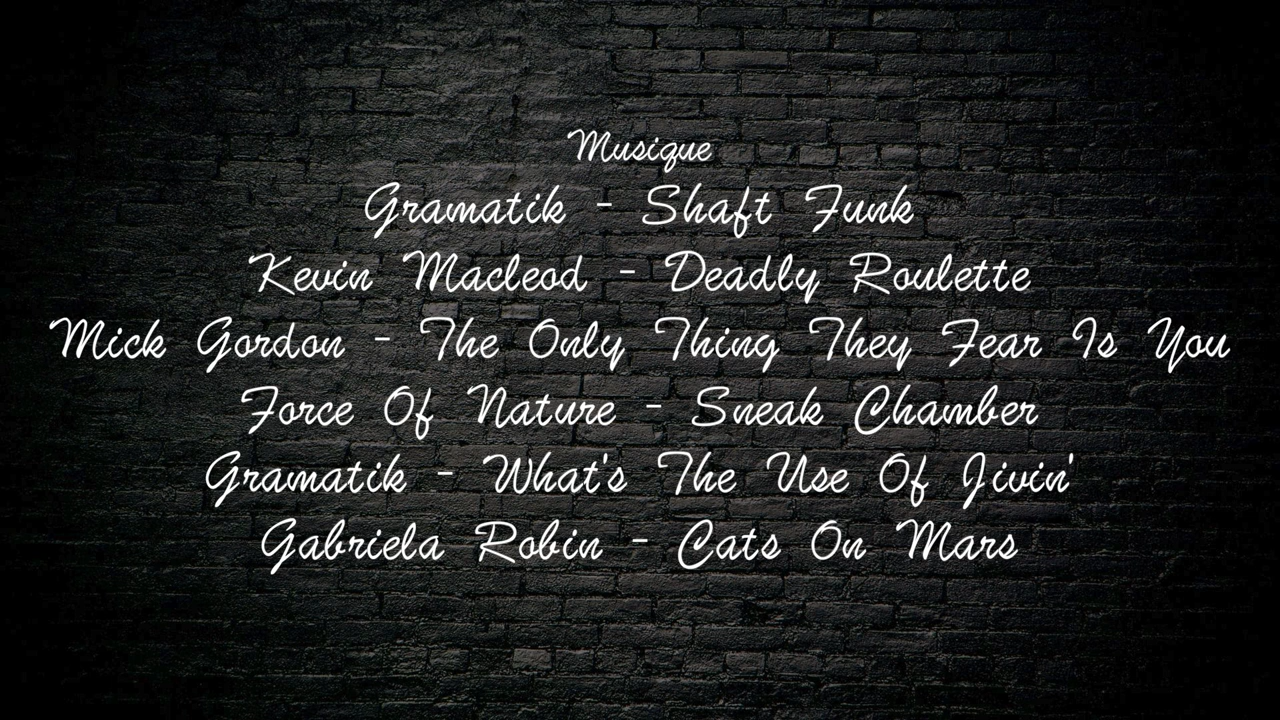 Musique
Gramatik - Shaft Funk
Kevin Macleod - Deadly Roulette
Mick Gordon - The Only Thing They Fear Is You
Force Of Nature - Sneak Chamber
Gramatik - What's The Use Of Jivin'
Gabriela Robin - Cats On Mars